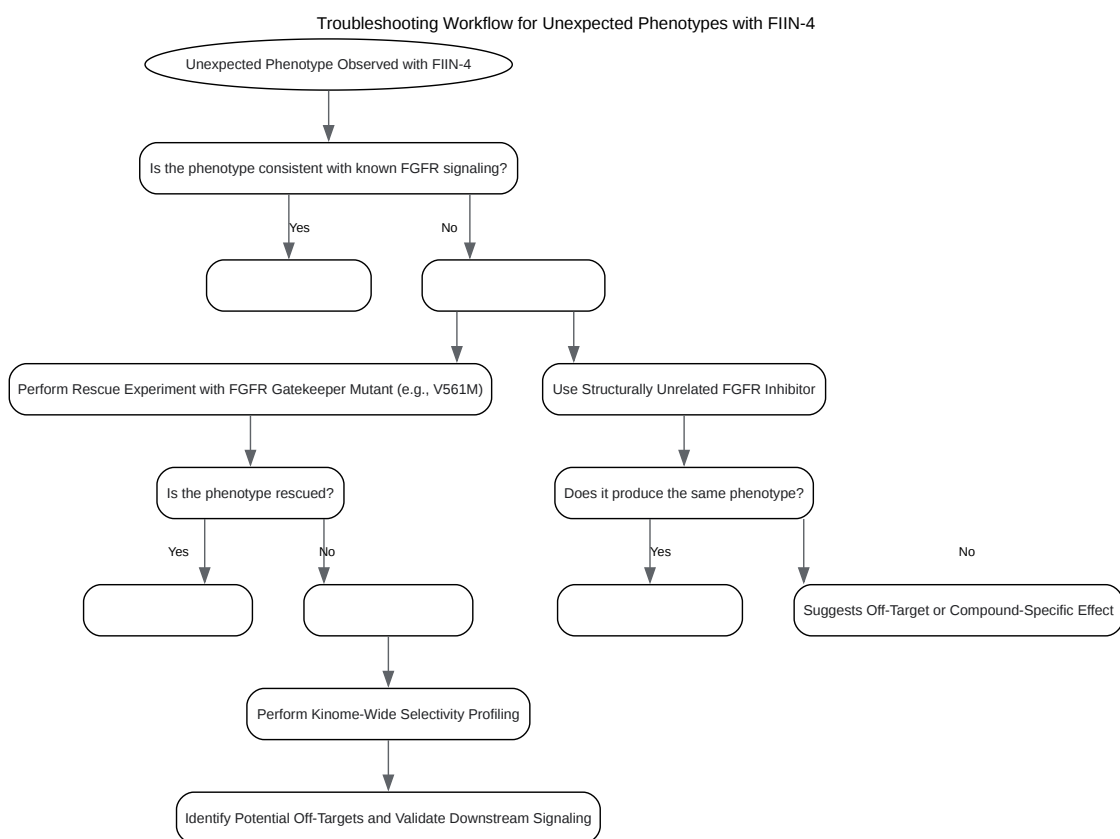 Troubleshooting Workflow for Unexpected Phenotypes with FIIN-4
Unexpected Phenotype Observed with FIIN-4
Is the phenotype consistent with known FGFR signaling?
Yes
No
Perform Rescue Experiment with FGFR Gatekeeper Mutant (e.g., V561M)
Use Structurally Unrelated FGFR Inhibitor
Is the phenotype rescued?
Does it produce the same phenotype?
Yes
No
Yes
No
Suggests Off-Target or Compound-Specific Effect
Perform Kinome-Wide Selectivity Profiling
Identify Potential Off-Targets and Validate Downstream Signaling